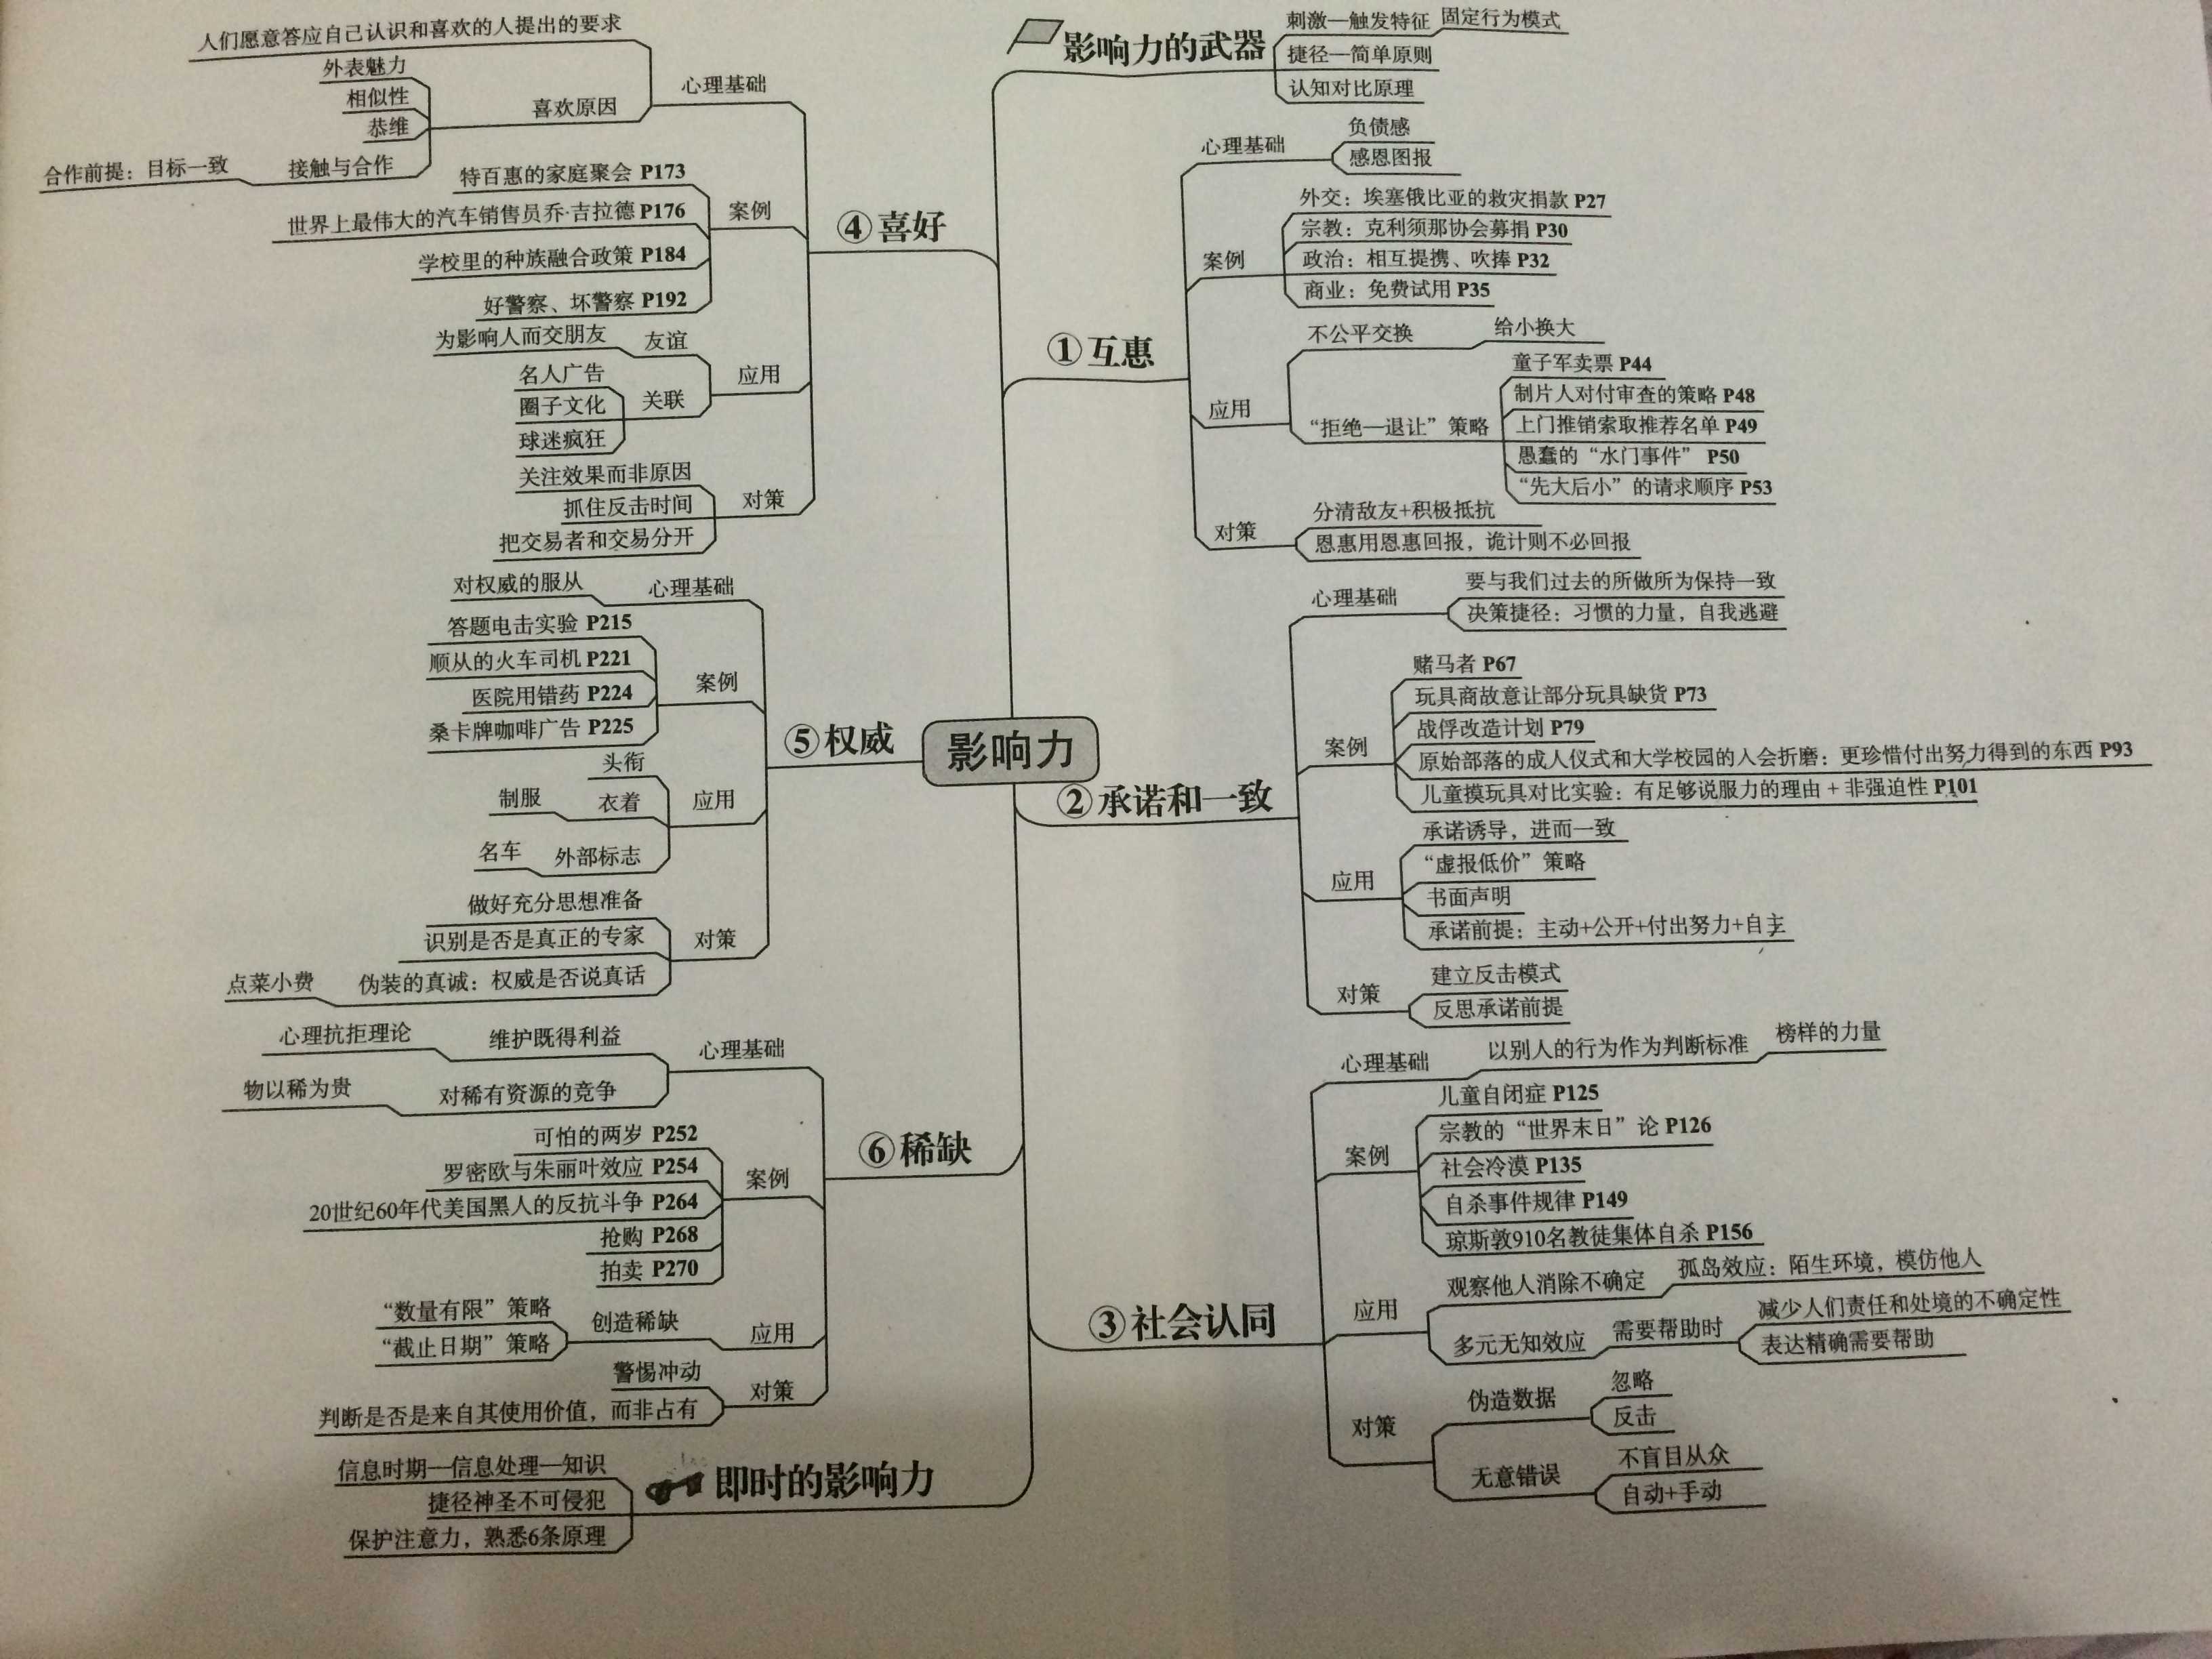 影响力
影响力的武器
刺激—触发特征
固定行为模式
捷径—简单原则
认知对比原理
①互惠
心理基础
负债感
感恩图报
案例
外交：埃塞俄比亚的救灾捐款 P27
宗教：克利须那协会募捐 P30
政治：相互提携、吹捧 P32
商业：免费试用 P35
应用
不公平交换
给小换大
“拒绝—退让”策略
童子军卖票 P44
制片人对付审查的策略 P48
上门推销索取推荐名单 P49
愚蠢的“水门事件” P50
“先大后小”的请求顺序 P53
对策
分清敌友+积极抵抗
恩惠用恩惠回报，诡计则不必回报
②承诺和一致
心理基础
要与我们过去的所做所为保持一致
决策捷径：习惯的力量，自我逃避
案例
赌马者 P67
玩具商故意让部分玩具缺货 P73
战俘改造计划 P79
原始部落的成人仪式和大学校园的人会折磨：更珍惜付出努力得到的东西 P93
儿童摸玩具对比实验：有足够说服力的理由 + 非强迫性 P101
应用
承诺诱导，进而一致
“虚报低价”策略
书面声明
承诺前提：主动+公开+付出努力+自主
对策
建立反击模式
反思承诺前提
③社会认同
心理基础
以别人的行为作为判断标准
榜样的力量
案例
儿童自闭症 P125
宗教的“世界末日”论 P126
社会冷漠 P135
自杀事件规律 P149
琼斯敦910名教徒集体自杀 P156
应用
观察他人消除不确定
孤岛效应：陌生环境，模仿他人
多元无知效应
需要帮助时
减少人们责任和处境的不确定性
表达精确需要帮助
对策
伪造数据
忽略
反击
无意错误
不盲目从众
自动+手动
④喜好
心理基础
人们愿意答应自己认识和喜欢的人提出的要求
喜欢原因
外表魅力
相似性
恭维
接触与合作
合作前提：目标一致
案例
特百惠的家庭聚会 P173
世界上最伟大的汽车销售员乔·吉拉德 P176
学校里的种族融合政策 P184
好警察、坏警察 P192
应用
友谊
为影响人而交朋友
关联
名人广告
圈子文化
球迷疯狂
对策
关注效果而非原因
抓住反击时间
把交易者和交易分开
⑤权威
心理基础
对权威的服从
案例
答题电击实验 P215
顺从的火车司机 P221
医院用错药 P224
桑卡牌咖啡广告 P225
应用
头衔
衣着
制服
外部标志
名车
对策
做好充分思想准备
识别是否是真正的专家
伪装的真诚：权威是否说真话
点菜小费
⑥稀缺
心理基础
维护既得利益
心理抗拒理论
对稀有资源的竞争
物以稀为贵
案例
可怕的两岁 P252
罗密欧与朱丽叶效应 P254
20世纪60年代美国黑人的反抗斗争 P264
抢购 P268
拍卖 P270
应用
创造稀缺
“数量有限”策略
“截止日期”策略
对策
警惕冲动
判断是否是来自其使用价值，而非占有
即时的影响力
信息时期—信息处理—知识
捷径神圣不可侵犯
保护注意力，熟悉6条原理